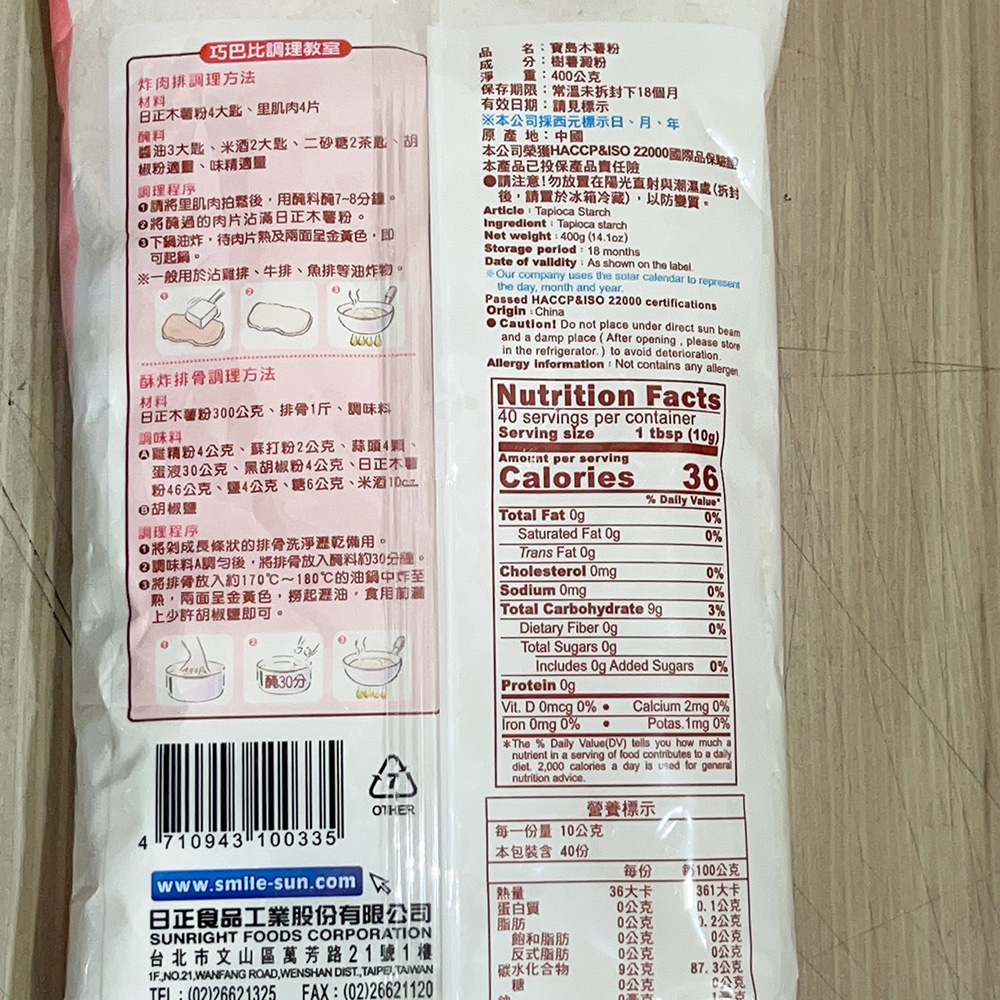 巧巴比調理教室
炸肉排調理方法
材料
日正木薯粉4大匙、里肌肉4片
醃料
醬油3大匙、米酒2大匙、二砂糖2茶匙、胡
椒粉適量、味精適量
調理程序
❶請將里肌肉拍鬆後，用醃料醃7~8分鐘。
❷將醃過的肉片沾滿日正木薯粉。
❸下鍋油炸，待肉片熟及兩面呈金黃色，即
可起鍋。
※一般用於沾雞排、牛排、魚排等油炸物。
❶ ❷ ❸
酥炸排骨調理方法
材料
日正木薯粉300公克、排骨1斤、調味料
調味料
Ⓐ雞精粉4公克、蘇打粉2公克、蒜頭4顆、
蛋液30公克、黑胡椒粉4公克、日正木薯
粉46公克、鹽4公克、糖6公克、米酒10cc.
Ⓑ胡椒鹽
調理程序
❶將剁成長條狀的排骨洗淨瀝乾備用。
❷調味料A調勻後，將排骨放入醃料約30分鐘。
❸將排骨放入約170℃～180℃的油鍋中炸至
熟，兩面呈金黃色，撈起瀝油，食用前灑
上少許胡椒鹽即可。
❶ ❷ ❸
醃30分
7
OTHER
4 710943 100335
www.smile-sun.com
日正食品工業股份有限公司
SUNRIGHT FOODS CORPORATION
台北市文山區萬芳路21號1樓
1F.,NO.21,WANFANG ROAD,WENSHAN DIST.,TAIPEI,TAIWAN
TEL：(02)26621325 FAX：(02)26621120
品名：寶島木薯粉
成分：樹薯澱粉
淨重：400公克
保存期限：常溫未拆封下18個月
有效日期：請見標示
※本公司採西元標示日、月、年
原產地：中國
本公司榮獲HACCP&ISO 22000國際品保驗證
本產品已投保產品責任險
●請注意!勿放置在陽光直射與潮濕處(拆封
後，請置於冰箱冷藏)，以防變質。
Article：Tapioca Starch
Ingredient：Tapioca starch
Net weight：400g (14.1oz)
Storage period：18 months
Date of validity：As shown on the label.
※Our company uses the solar calendar to represent
the day, month and year.
Passed HACCP&ISO 22000 certifications
Origin：China
●Caution! Do not place under direct sun beam
and a damp place ( After opening , please store
in the refrigerator. ) to avoid deterioration.
Allergy Information：Not contains any allergen.
Nutrition Facts
40 servings per container
Serving size 1 tbsp (10g)
Amount per serving
Calories 36
% Daily Value*
Total Fat 0g 0%
Saturated Fat 0g 0%
Trans Fat 0g
Cholesterol 0mg 0%
Sodium 0mg 0%
Total Carbohydrate 9g 3%
Dietary Fiber 0g 0%
Total Sugars 0g
Includes 0g Added Sugars 0%
Protein 0g
Vit. D 0mcg 0% • Calcium 2mg 0%
Iron 0mg 0% • Potas.1mg 0%
*The % Daily Value(DV) tells you how much a
nutrient in a serving of food contributes to a daily
diet. 2,000 calories a day is used for general
nutrition advice.
營養標示
每一份量 10公克
本包裝含 40份
每份 每100公克
熱量 36大卡 361大卡
蛋白質 0公克 0.1公克
脂肪 0公克 0.2公克
飽和脂肪 0公克 0公克
反式脂肪 0公克 0公克
碳水化合物 9公克 87.3公克
糖 0公克 0公克